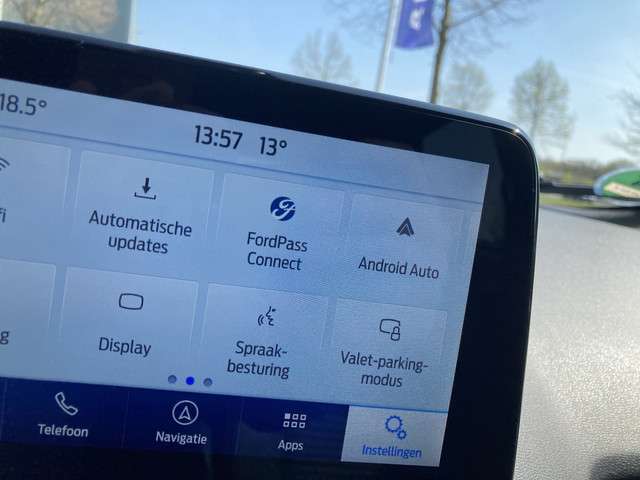 18.5°
13:57 13°
fi
Automatische
updates
FordPass
Connect
Android Auto
g
Display
Spraak-
besturing
Valet-parking-
modus
Telefoon
Navigatie
Apps
Instellingen